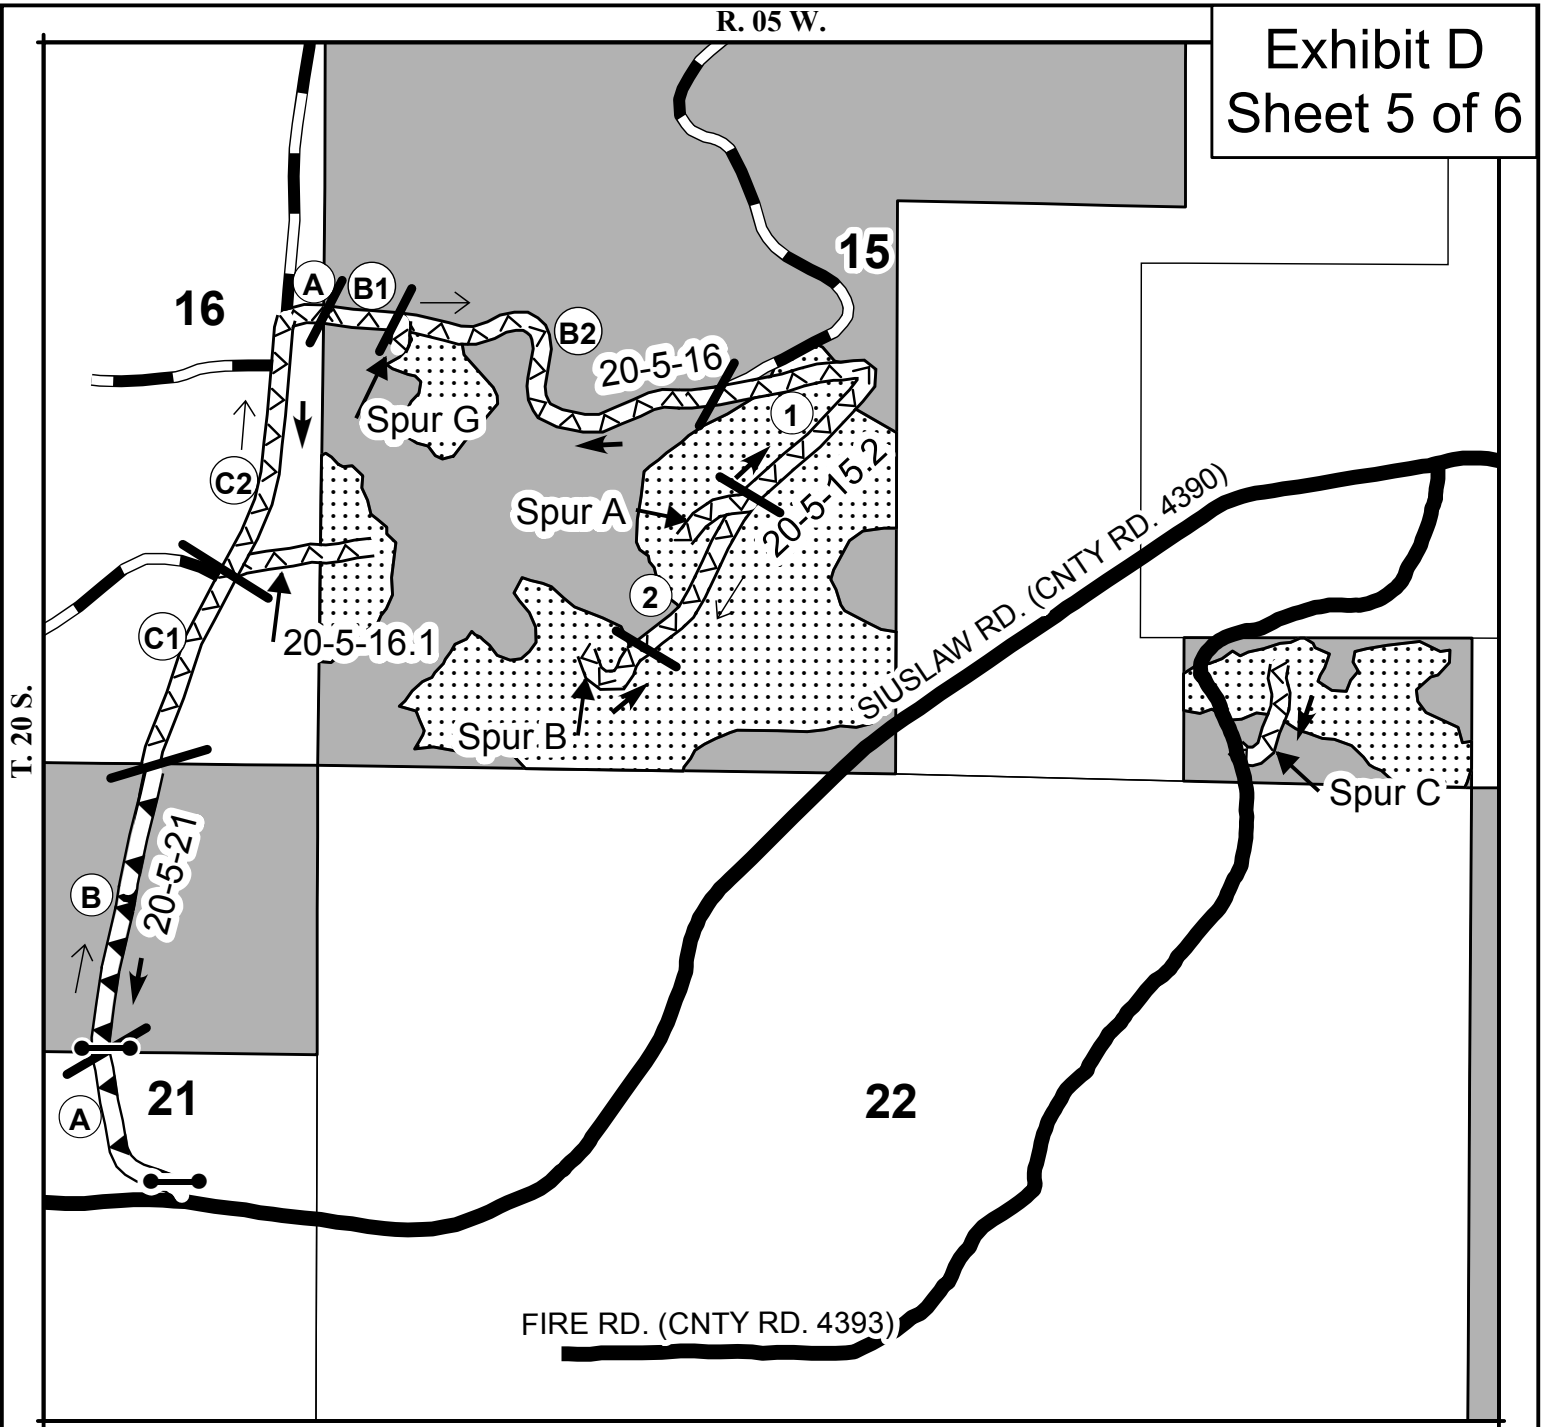 R. 05 W.
Exhibit D
Sheet 5 of 6
15
16
A
B1
B2
20-5-16
Spur G
1
C2
Spur A
20-5-15.2
SIUSLAW RD. (CNTY RD. 4390)
2
C1
20-5-16.1
T. 20 S.
Spur B
Spur C
20-5-21
B
21
22
A
FIRE RD. (CNTY RD. 4393)